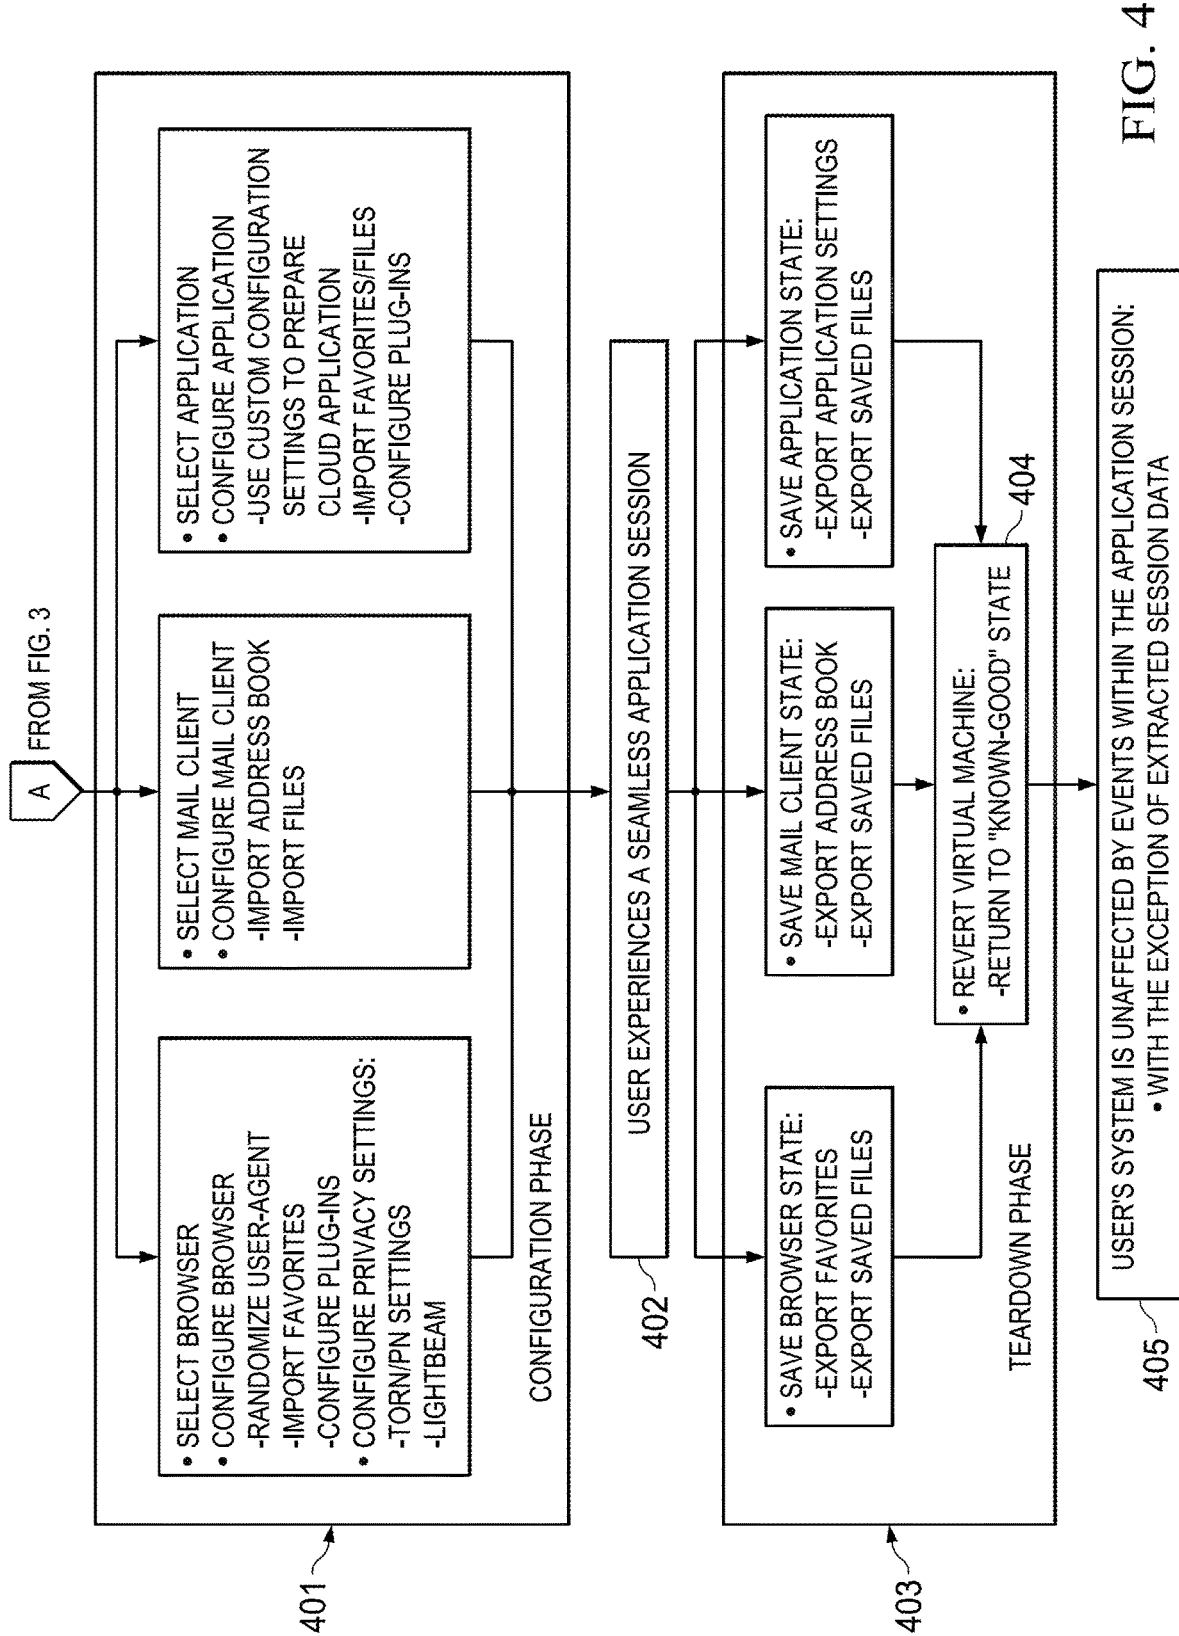 A FROM FIG. 3
• SELECT BROWSER
• CONFIGURE BROWSER
-RANDOMIZE USER-AGENT
-IMPORT FAVORITES
-CONFIGURE PLUG-INS
• CONFIGURE PRIVACY SETTINGS:
-TORN/PN SETTINGS
-LIGHTBEAM
• SELECT MAIL CLIENT
• CONFIGURE MAIL CLIENT
-IMPORT ADDRESS BOOK
-IMPORT FILES
• SELECT APPLICATION
• CONFIGURE APPLICATION
-USE CUSTOM CONFIGURATION
SETTINGS TO PREPARE
CLOUD APPLICATION
-IMPORT FAVORITES/FILES
-CONFIGURE PLUG-INS
CONFIGURATION PHASE
401
USER EXPERIENCES A SEAMLESS APPLICATION SESSION
402
• SAVE BROWSER STATE:
-EXPORT FAVORITES
-EXPORT SAVED FILES
• SAVE MAIL CLIENT STATE:
-EXPORT ADDRESS BOOK
-EXPORT SAVED FILES
• SAVE APPLICATION STATE:
-EXPORT APPLICATION SETTINGS
-EXPORT SAVED FILES
• REVERT VIRTUAL MACHINE:
-RETURN TO "KNOWN-GOOD" STATE
404
TEARDOWN PHASE
403
USER'S SYSTEM IS UNAFFECTED BY EVENTS WITHIN THE APPLICATION SESSION:
• WITH THE EXCEPTION OF EXTRACTED SESSION DATA
405
FIG. 4